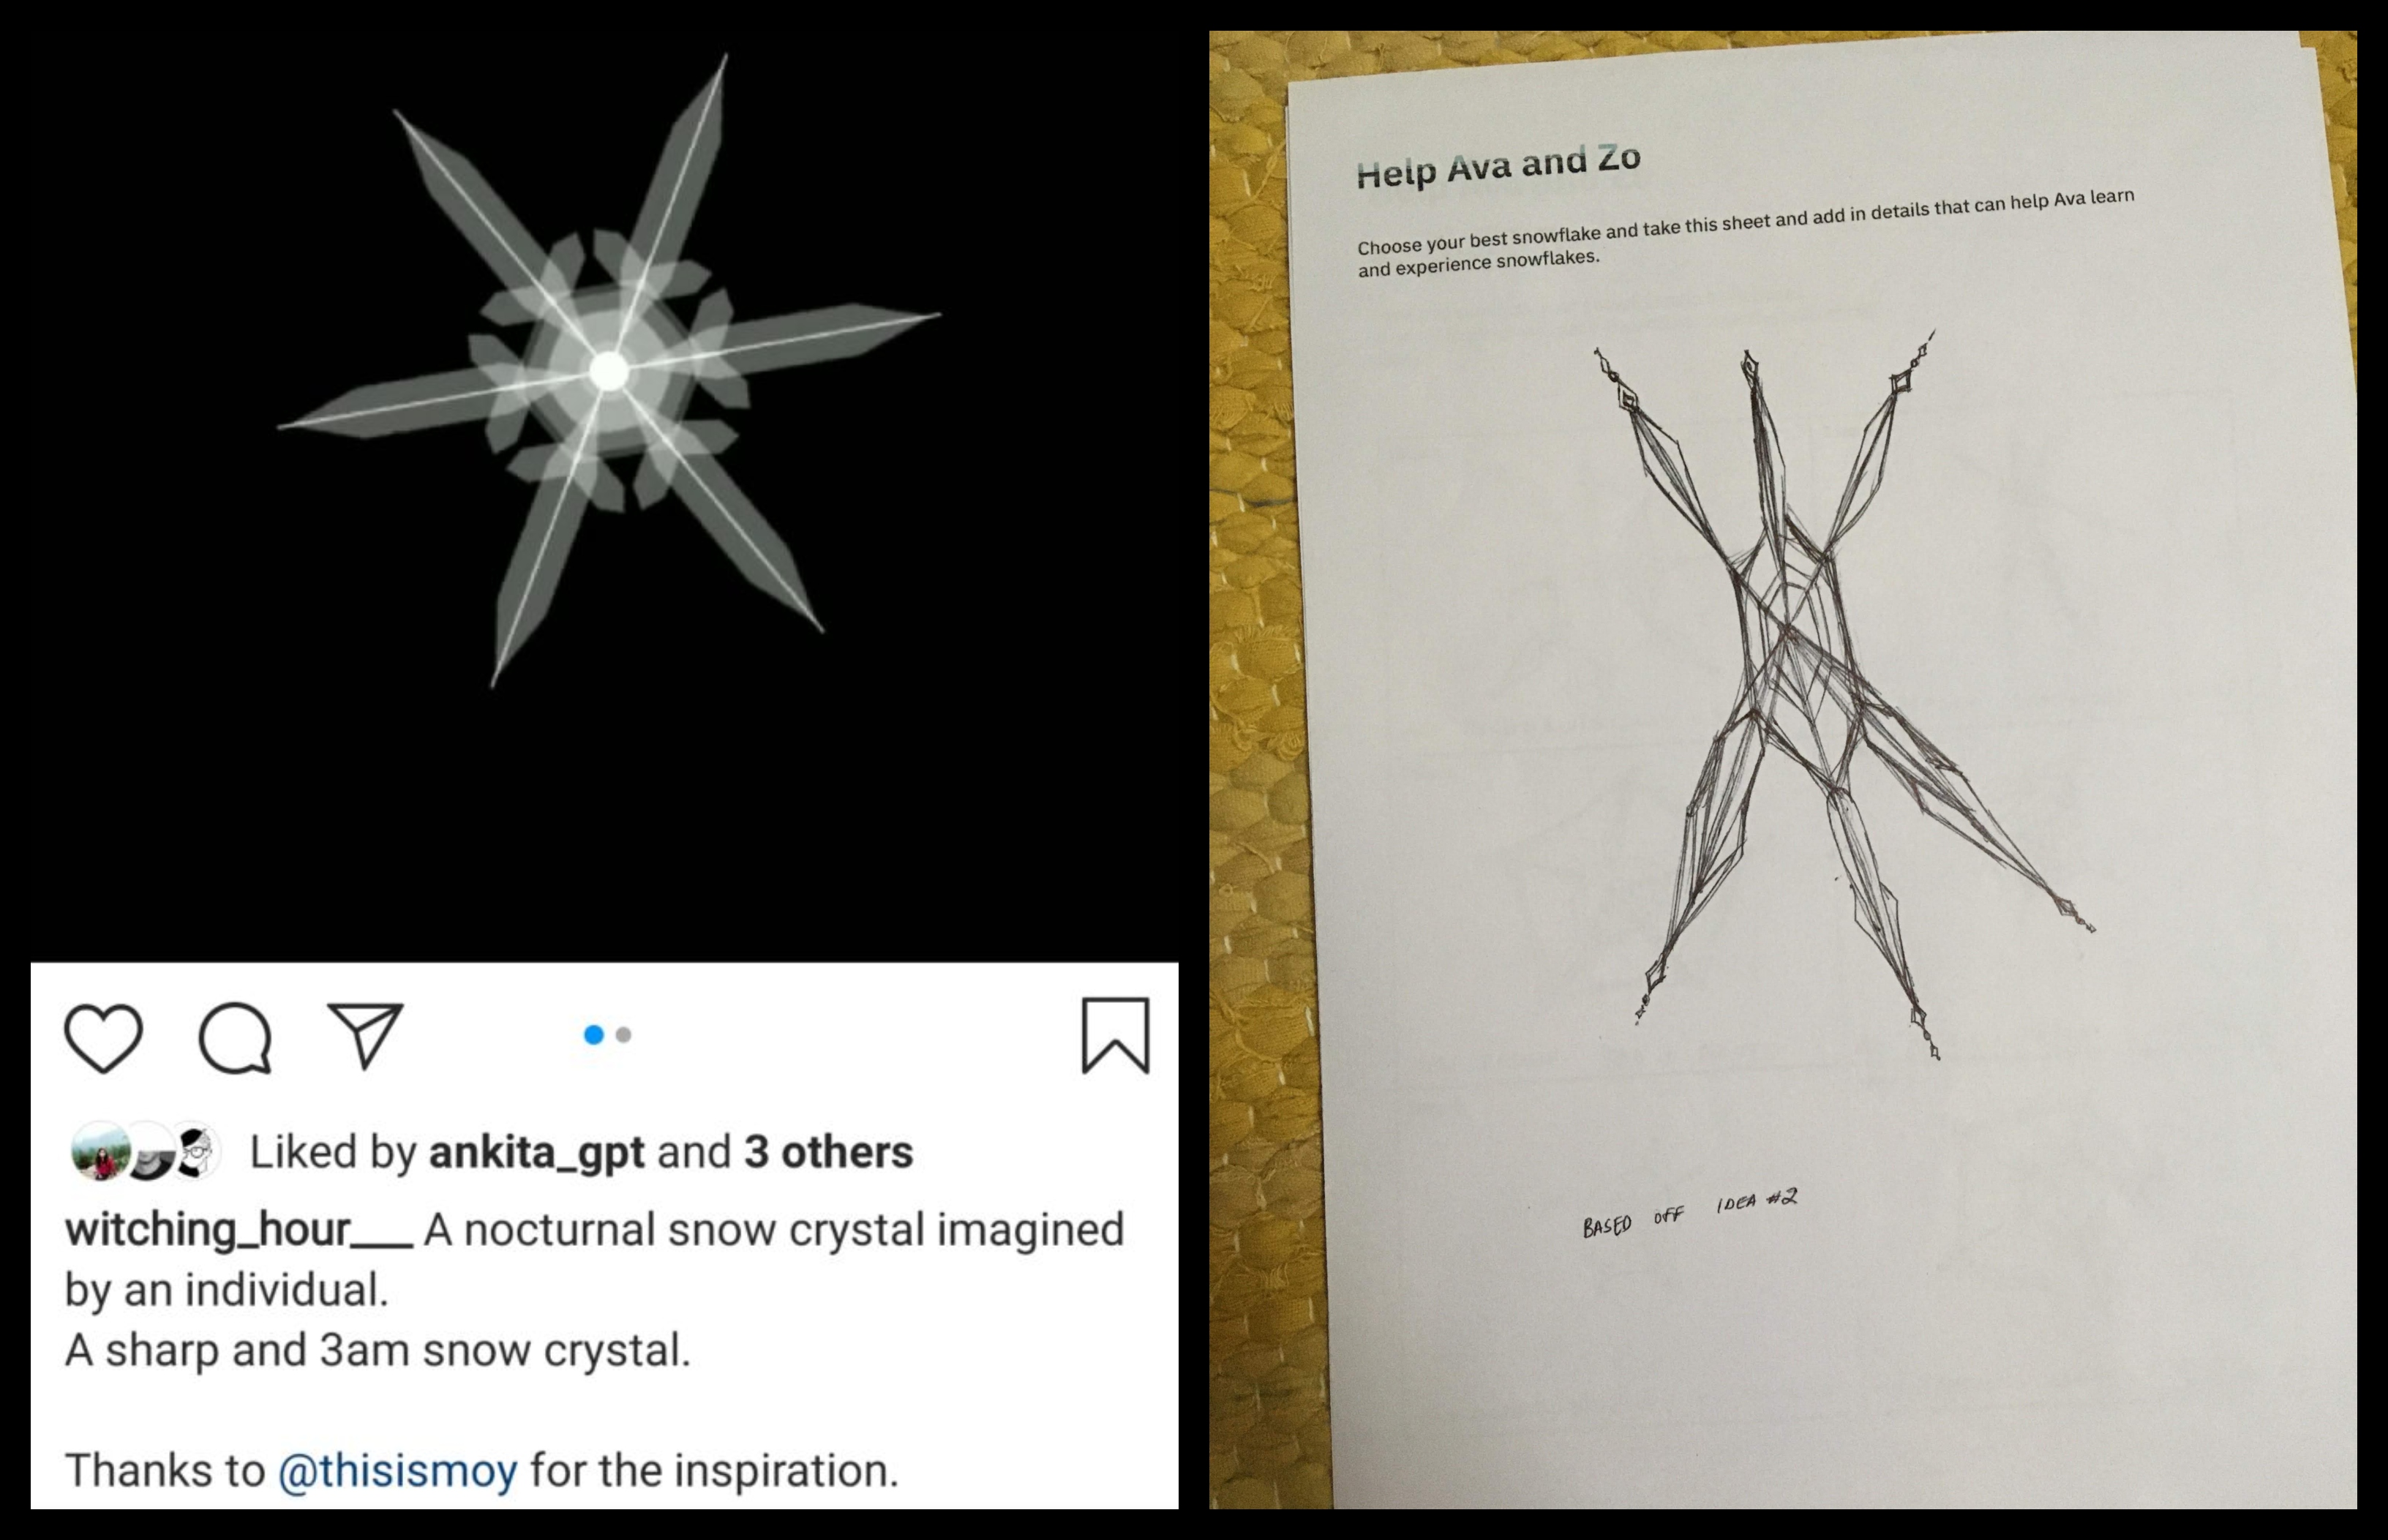 Liked by ankita_gpt and 3 others
witching_hour___ A nocturnal snow crystal imagined
by an individual.
A sharp and 3am snow crystal.
Thanks to @thisismoy for the inspiration.
Help Ava and Zo
Choose your best snowflake and take this sheet and add in details that can help Ava learn
and experience snowflakes.
BASED OFF IDEA #2